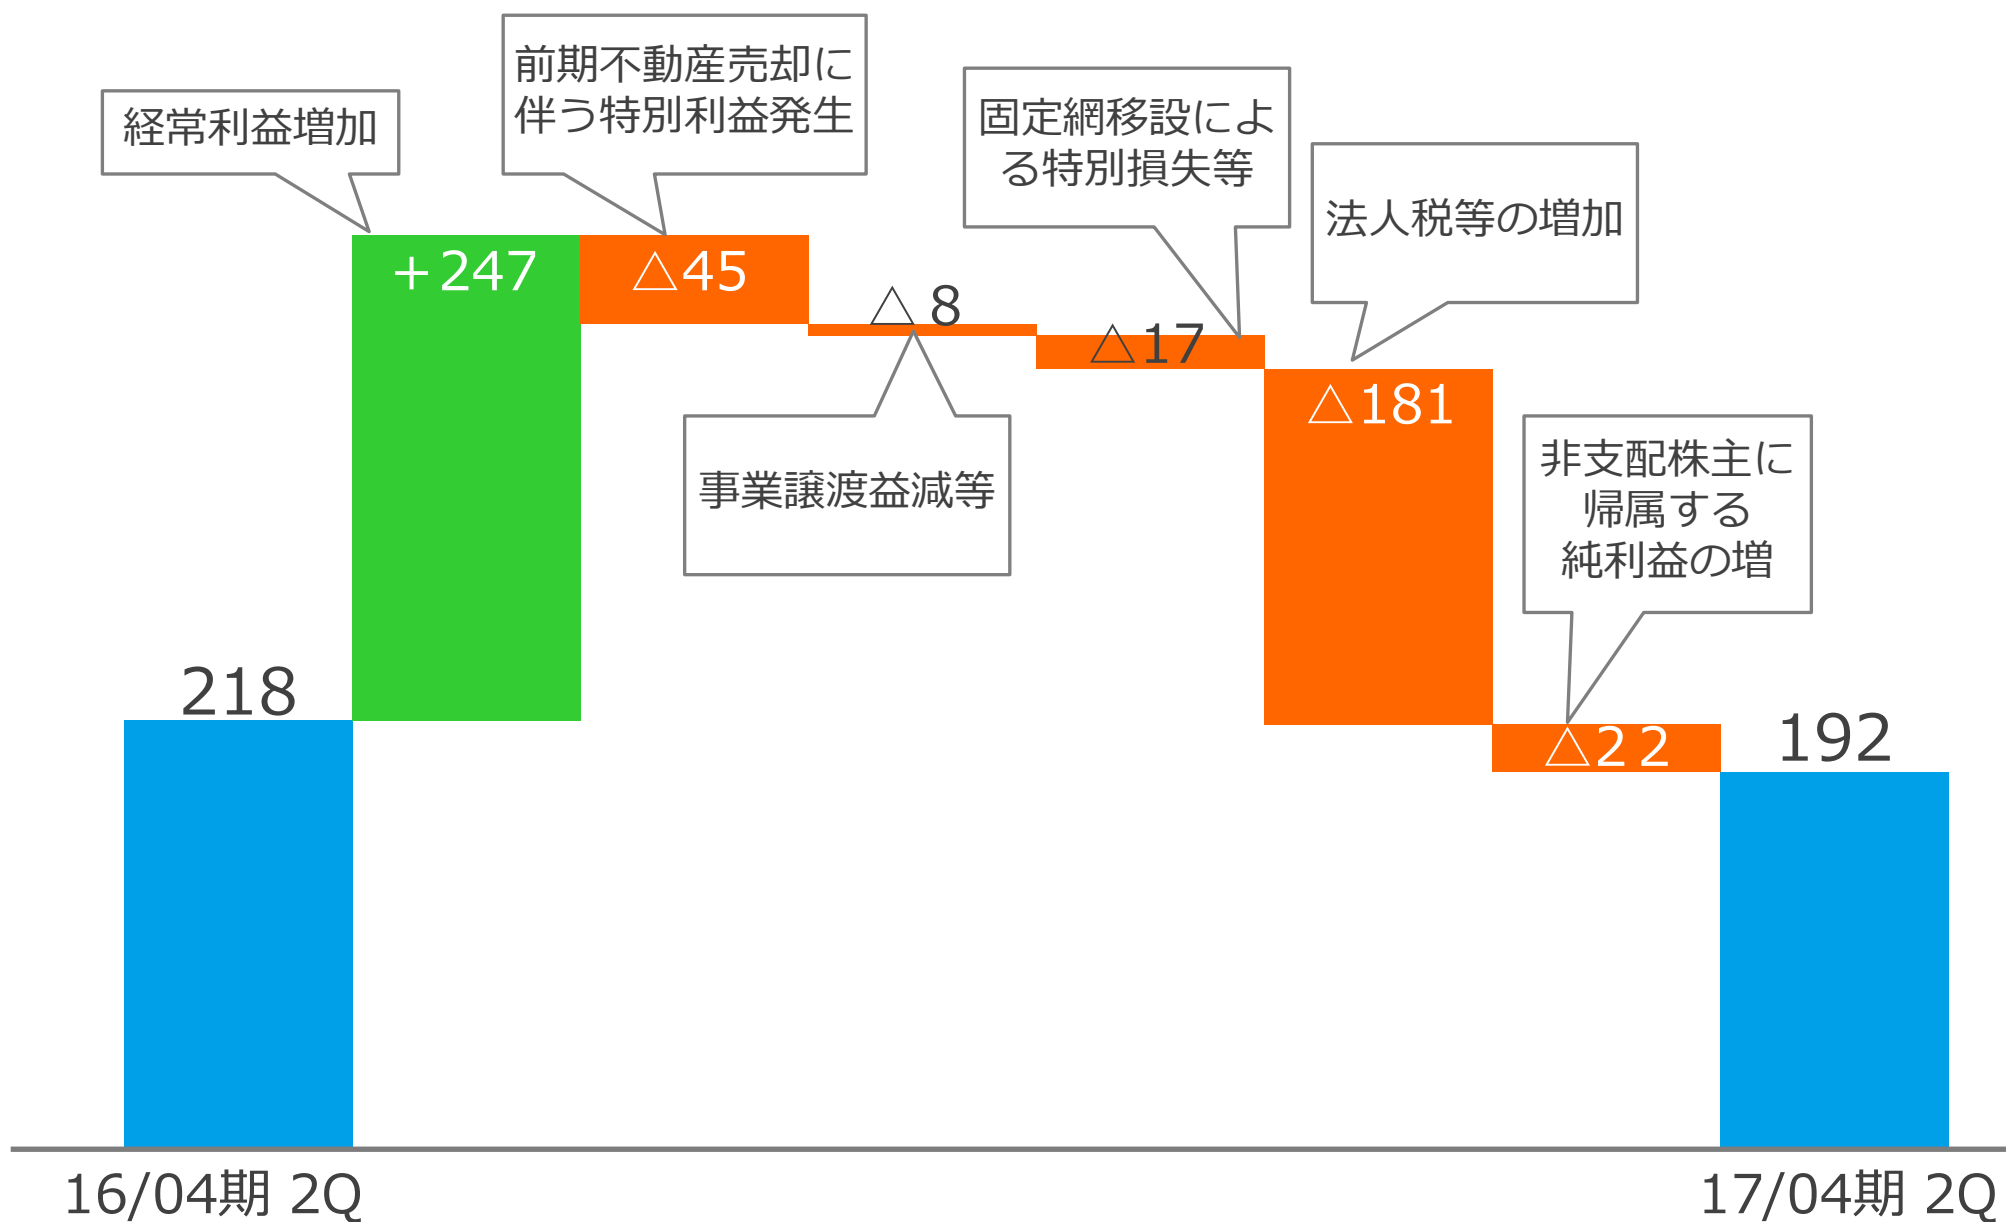 前期不動産売却に
伴う特別利益発生
経常利益増加
固定網移設によ
る特別損失等
法人税等の増加
＋247
△45
△ 8
△17
△181
事業譲渡益減等
非支配株主に
帰属する
純利益の増
218
△2 2
192
16/04期 2Q
17/04期 2Q